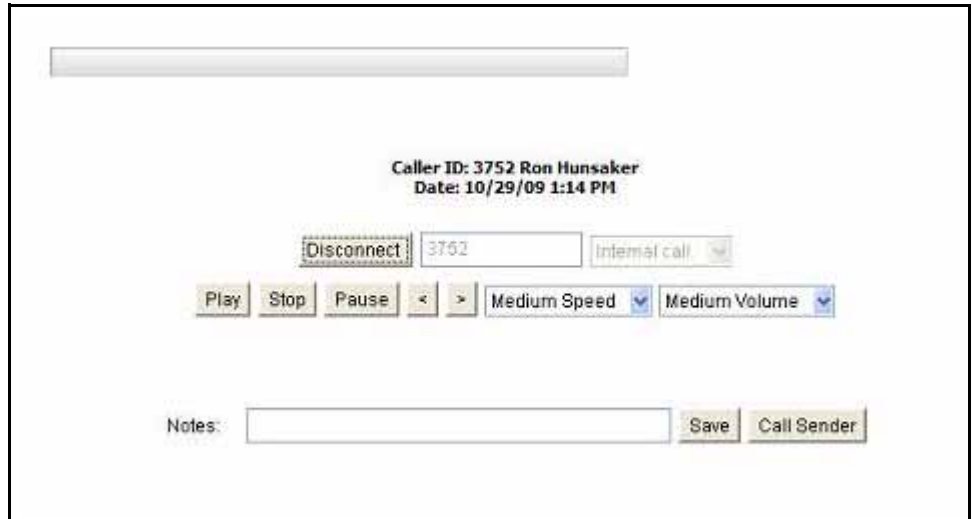 Caller ID: 3752 Ron Hunsaker
Date: 10/29/09 1:14 PM
Disconnect 3752 Internal call
Play Stop Pause < > Medium Speed Medium Volume
Notes: Save Call Sender